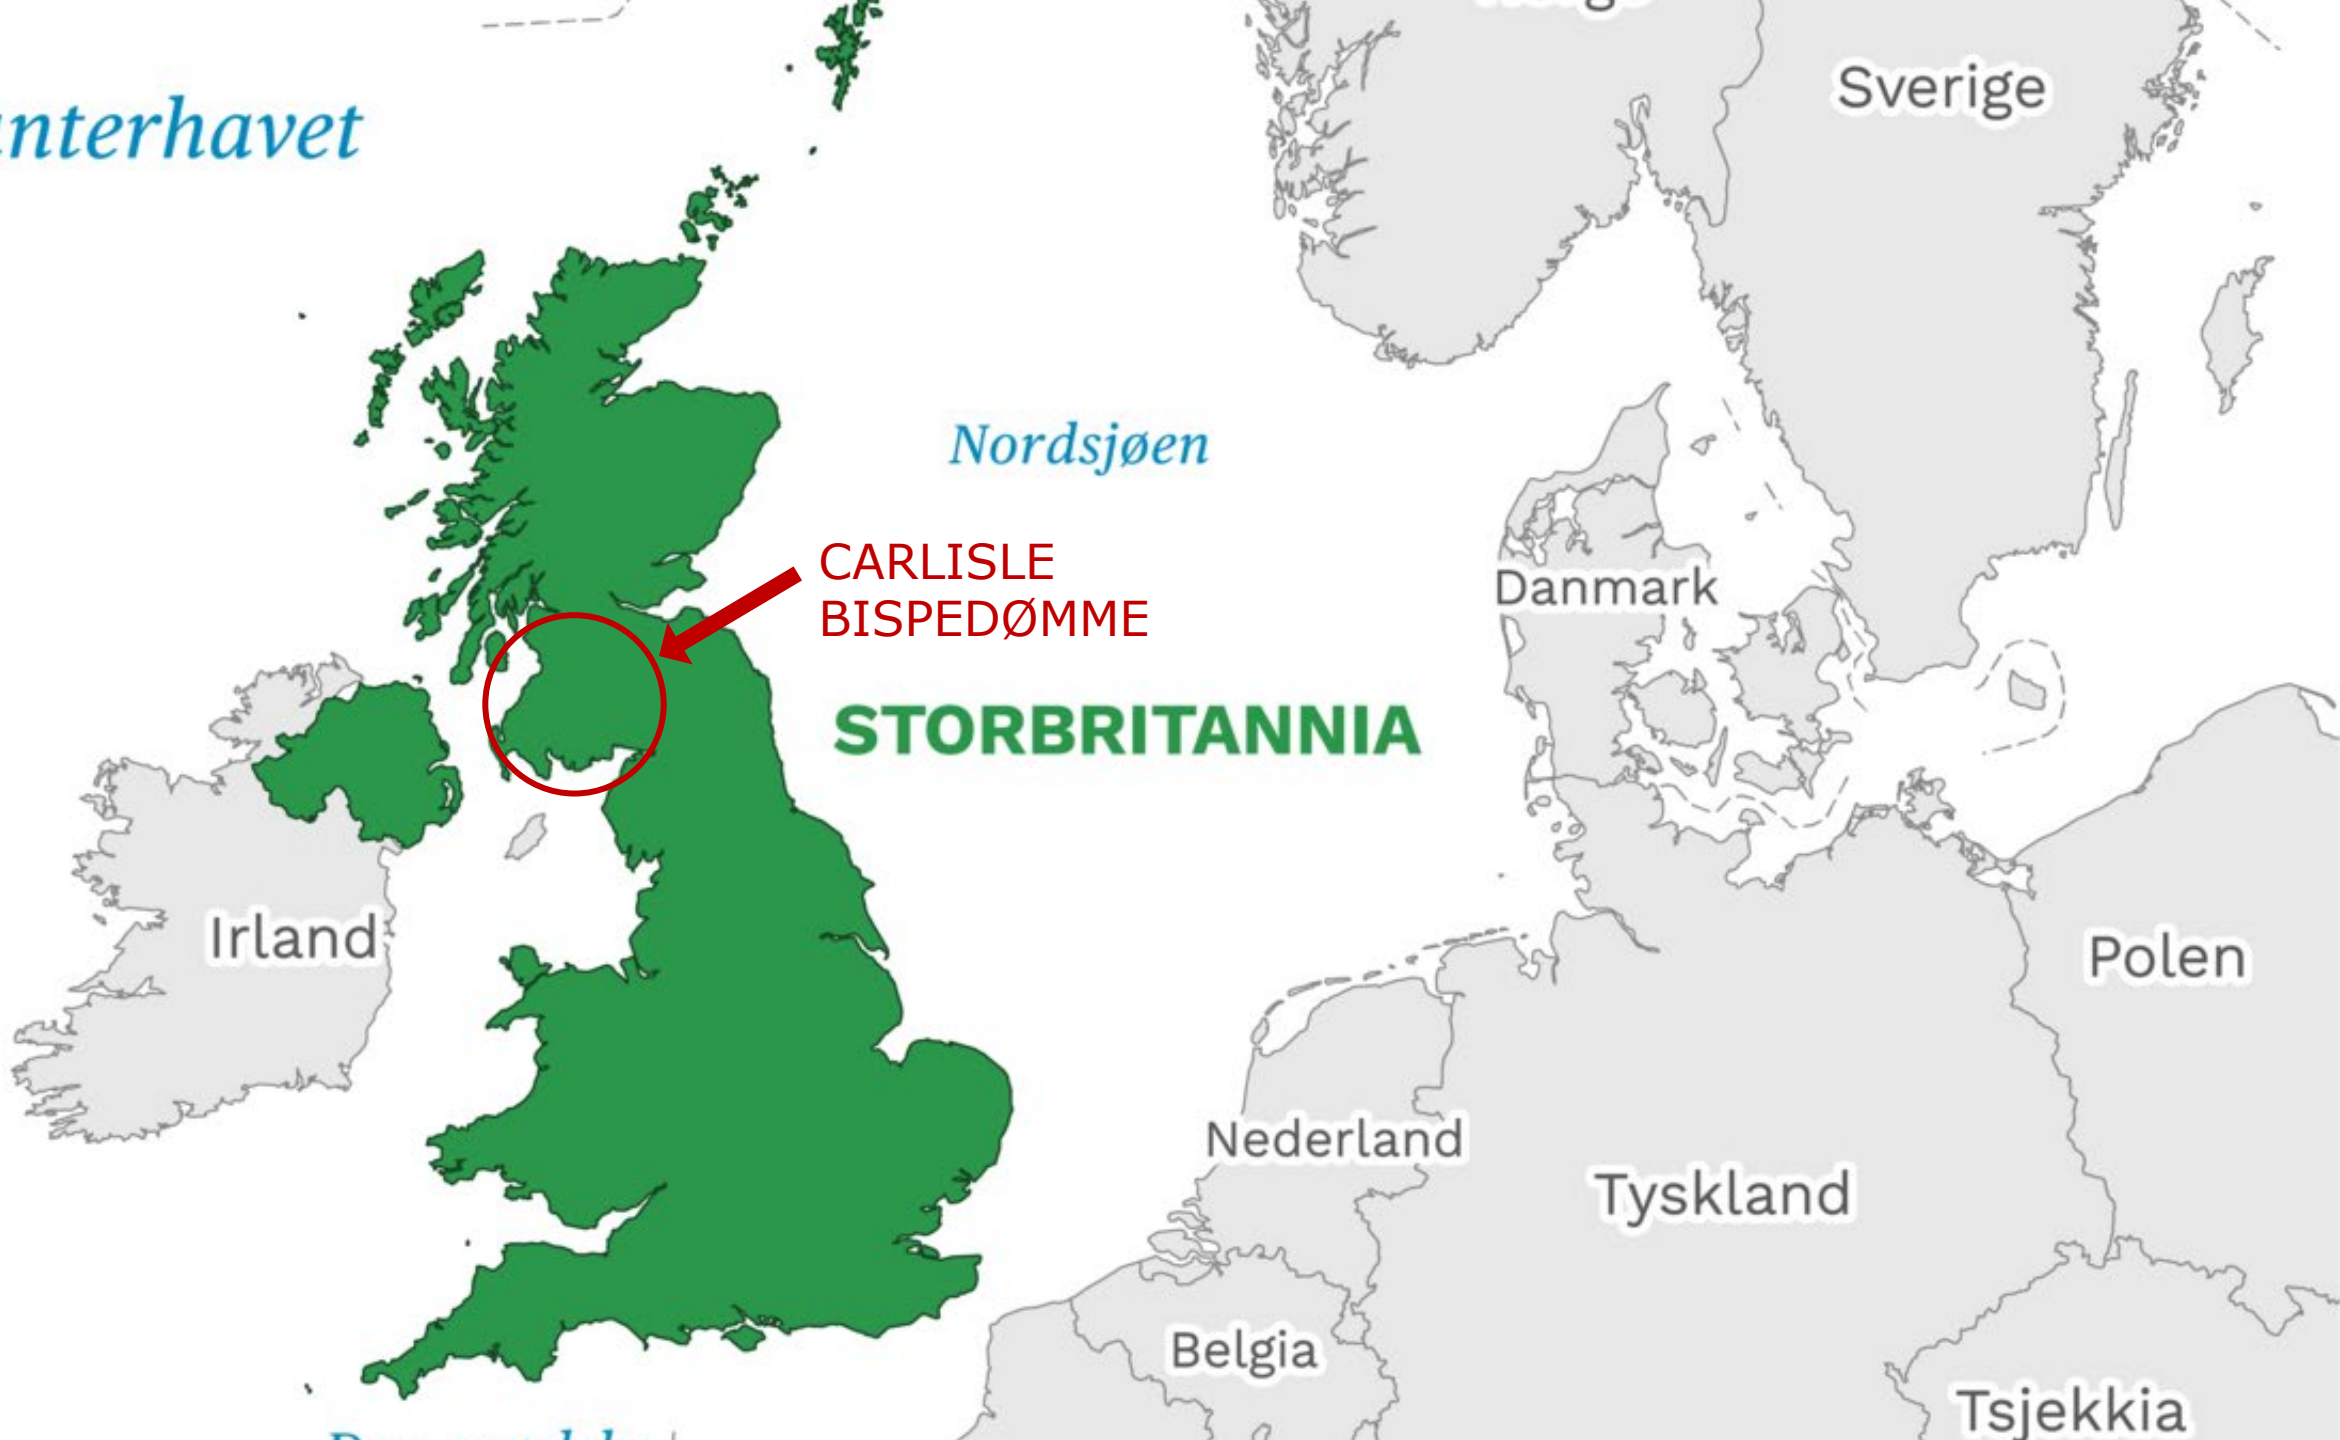 Sverige
nterhavet
Nordsjøen
CARLISLE
BISPEDØMME
Danmark
STORBRITANNIA
Irland
Polen
Nederland
Tyskland
Belgia
Tsjekkia